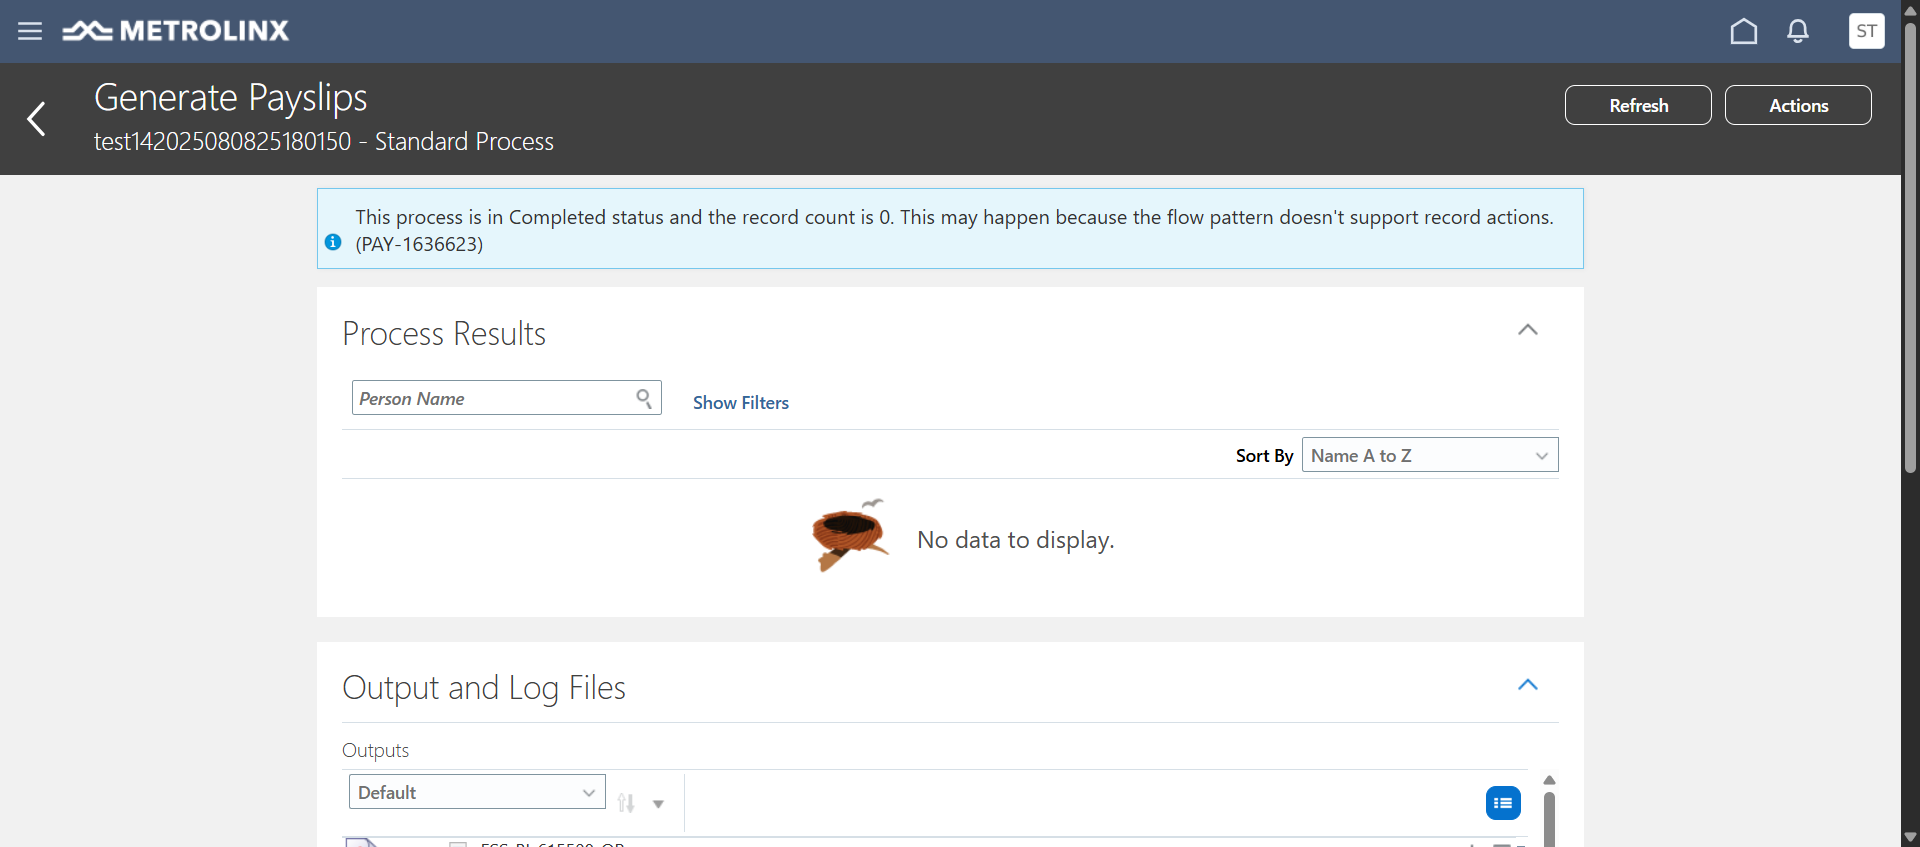 METROLINX
ST
Generate Payslips
test142025080825180150 - Standard Process
Refresh
Actions
This process is in Completed status and the record count is 0. This may happen because the flow pattern doesn't support record actions.
(PAY-1636623)
Process Results
Person Name
Show Filters
Sort By
Name A to Z
No data to display.
Output and Log Files
Outputs
Default